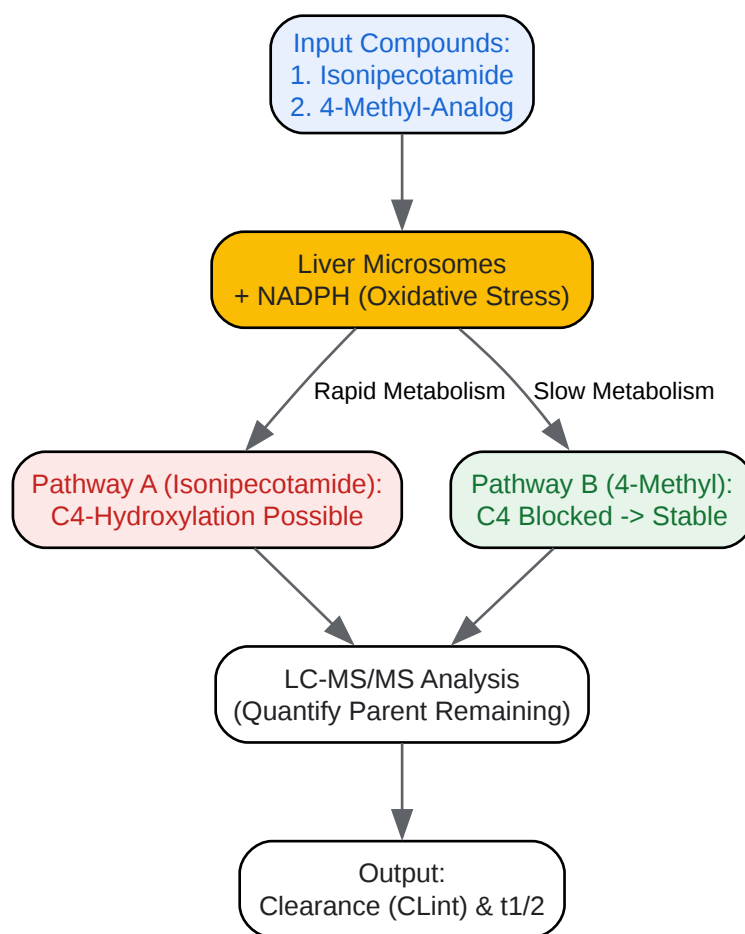 Input Compounds:
1. Isonipecotamide
2. 4-Methyl-Analog
Liver Microsomes
+ NADPH (Oxidative Stress)
Rapid Metabolism
Slow Metabolism
Pathway A (Isonipecotamide):
C4-Hydroxylation Possible
Pathway B (4-Methyl):
C4 Blocked -> Stable
LC-MS/MS Analysis
(Quantify Parent Remaining)
Output:
Clearance (CLint) & t1/2